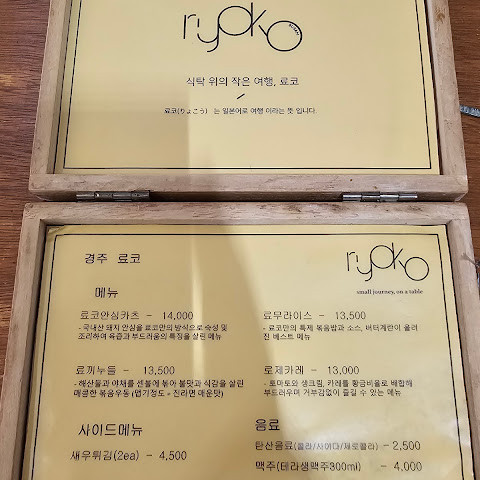 ryoko
식탁 위의 작은 여행, 료코
료코(りょこう) 는 일본어로 여행 이라는 뜻 입니다.
경주 료코
ryoko
small journey, on a table
메뉴
료코안심카츠 - 14,000
- 국내산 돼지 안심을 료코만의 방식으로 숙성 및
조리하여 육즙과 부드러움의 특징을 살린 메뉴
료무라이스 - 13,500
- 료코만의 특제 볶음밥과 소스, 버터계란이 올려
진 베스트 메뉴
료끼누들 - 13,500
- 해산물과 야채를 센불에 볶아 불맛과 식감을 살린
매콤한 볶음우동(맵기정도 = 진라면 매운맛)
로제카레 - 13,000
- 토마토와 생크림, 카레를 황금비율로 배합해
부드러우며 거부감없이 즐길 수 있는 메뉴
사이드메뉴
새우튀김(2ea) - 4,500
음료
탄산음료(콜라/사이다/제로콜라) - 2,500
맥주(테라생맥주300ml) - 4,000